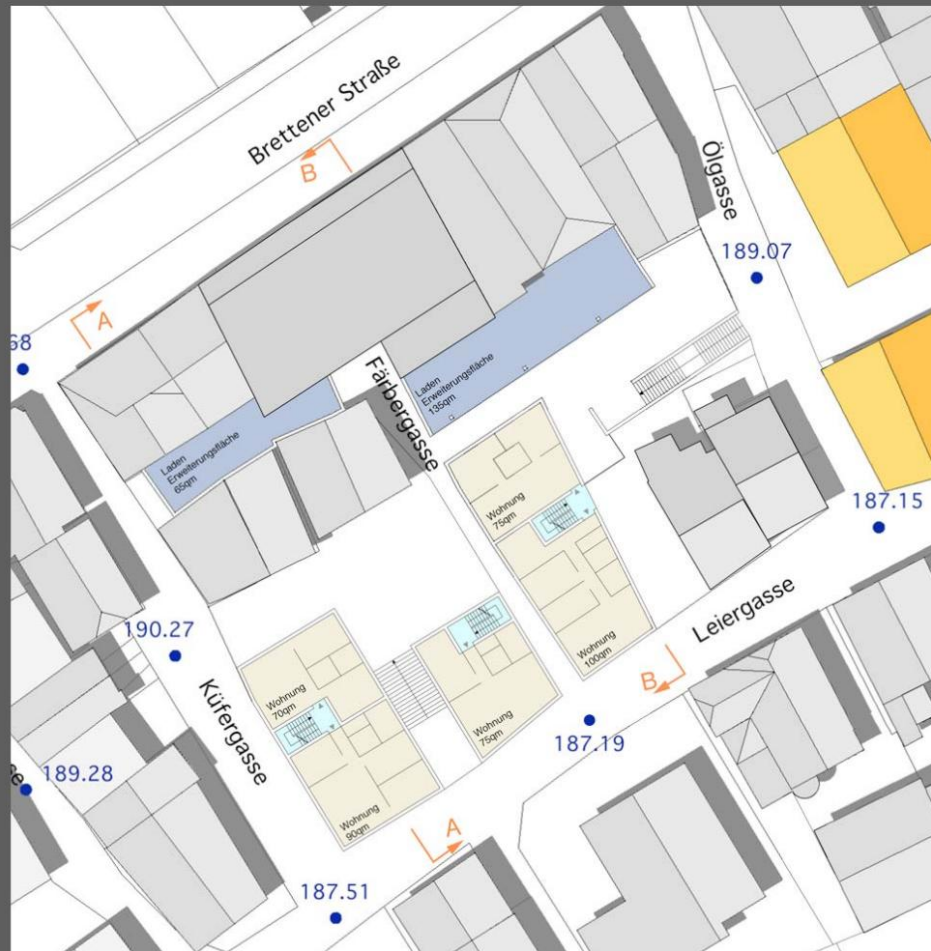 Brettener Straße
B
Ölgasse
189.07
A
68
Färbergasse
Laden
Erweiterungsfläche
135qm
Laden
Erweiterungsfläche
65qm
Wohnung
75qm
187.15
Wohnung
100qm
Leiergasse
190.27
Küfergasse
Wohnung
70qm
B
Wohnung
75qm
187.19
189.28
Wohnung
90qm
A
187.51